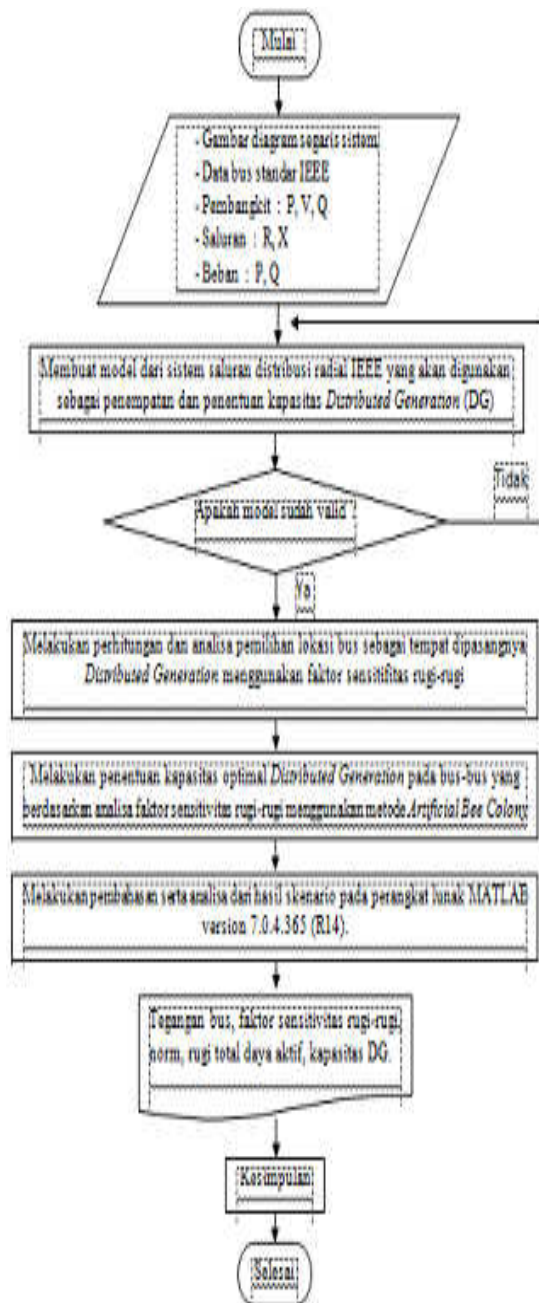 Mulai
- Gambar diagram segaris sistem
- Data bus standar IEEE
- Pembangkit : P, V, Q
- Saluran : R, X
- Beban : P, Q
Membuat model dari sistem saluran distribusi radial IEEE yang akan digunakan
sebagai penempatan dan penentuan kapasitas Distributed Generation (DG)
Tidak
Apakah model sudah valid ?
Ya
Melakukan perhitungan dan analisa pemilihan lokasi bus sebagai tempat dipasangnya
Distributed Generation menggunakan faktor sensitifitas rugi-rugi
Melakukan penentuan kapasitas optimal Distributed Generation pada bus-bus yang
berdasarkan analisa faktor sensitivitas rugi-rugi menggunakan metode Artificial Bee Colony
Melakukan pembahasan serta analisa dari hasil skenario pada perangkat lunak MATLAB
version 7.0.4.365 (R14).
Tegangan bus, faktor sensitivitas rugi-rugi,
norm, rugi total daya aktif, kapasitas DG.
Kesimpulan
Selesai